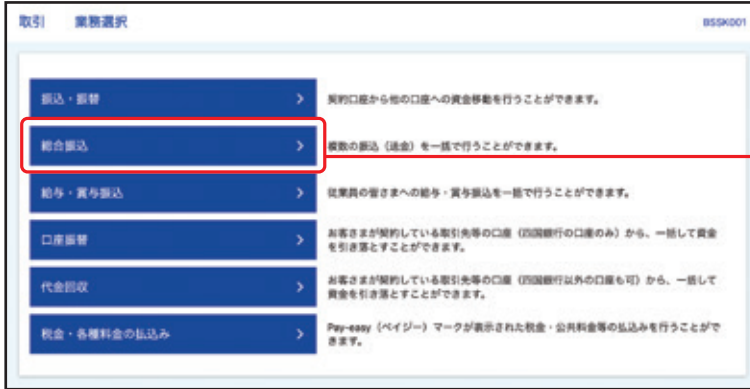 取引 業務選択 BSSK001
振込・振替 契約口座から他の口座への資金移動を行うことができます。
総合振込 複数の振込（送金）を一括で行うことができます。
給与・賞与振込 従業員の皆さまへの給与・賞与振込を一括で行うことができます。
口座振替 お客さまが契約している取引先等の口座（四国銀行の口座のみ）から、一括して資金
を引き落とすことができます。
代金回収 お客さまが契約している取引先等の口座（四国銀行以外の口座も可）から、一括して
資金を引き落とすことができます。
税金・各種料金の払込み Pay-easy（ペイジー）マークが表示された税金・公共料金等の払込みを行うことがで
きます。